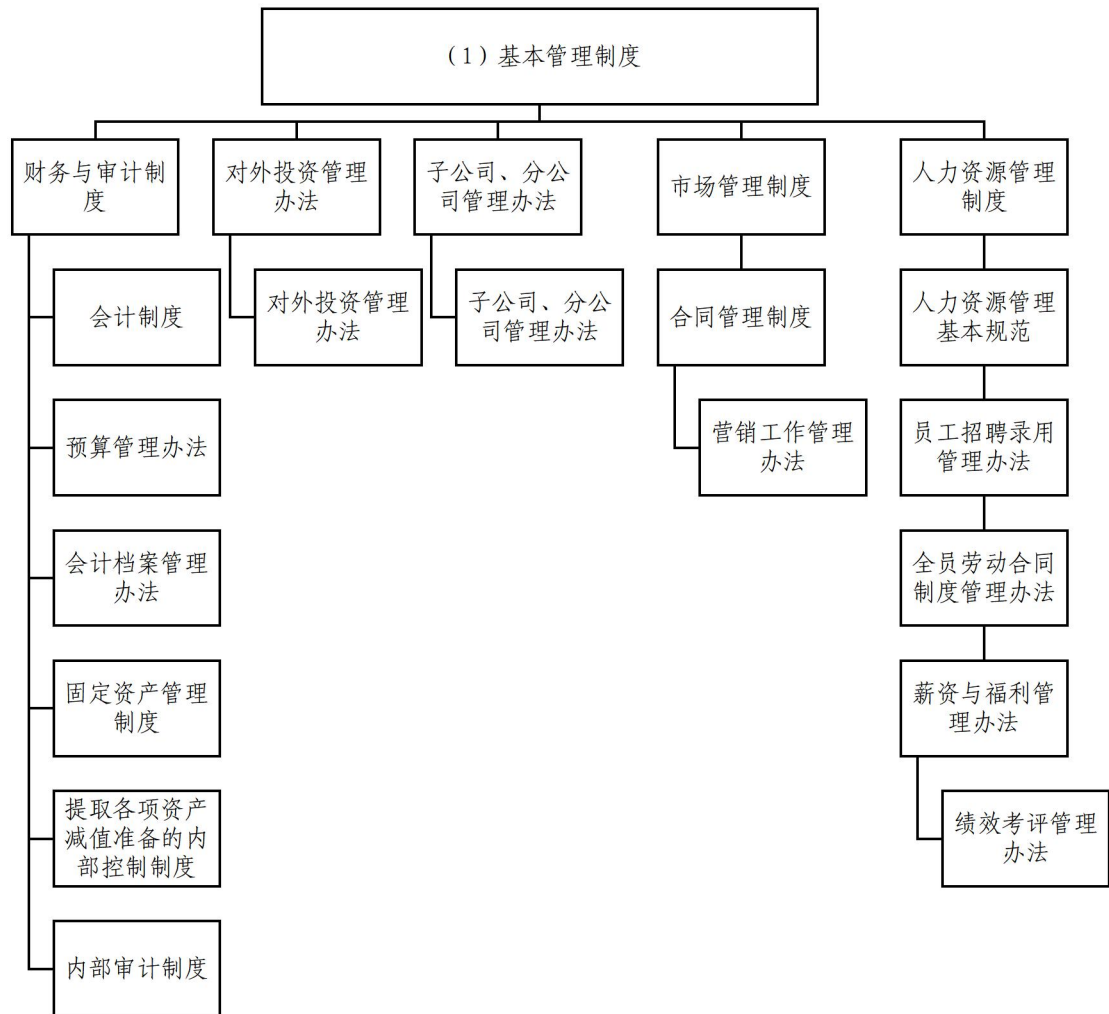 （1）基本管理制度
财务与审计制
度
对外投资管理
办法
子公司、分公
司管理办法
市场管理制度
人力资源管理
制度
会计制度
对外投资管理
办法
子公司、分公
司管理办法
合同管理制度
人力资源管理
基本规范
预算管理办法
营销工作管理
办法
员工招聘录用
管理办法
会计档案管理
办法
全员劳动合同
制度管理办法
固定资产管理
制度
薪资与福利管
理办法
提取各项资产
减值准备的内
部控制制度
绩效考评管理
办法
内部审计制度